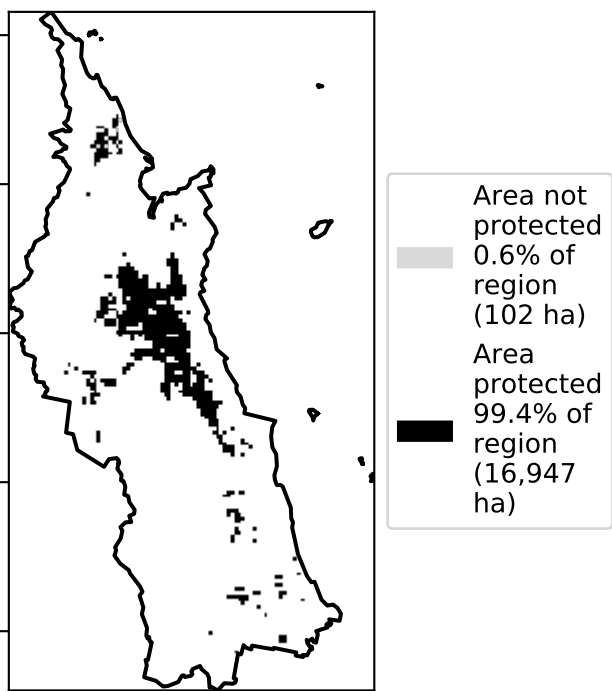 Area not
protected
0.6% of
region
(102 ha)
Area
protected
99.4% of
region
(16,947
ha)